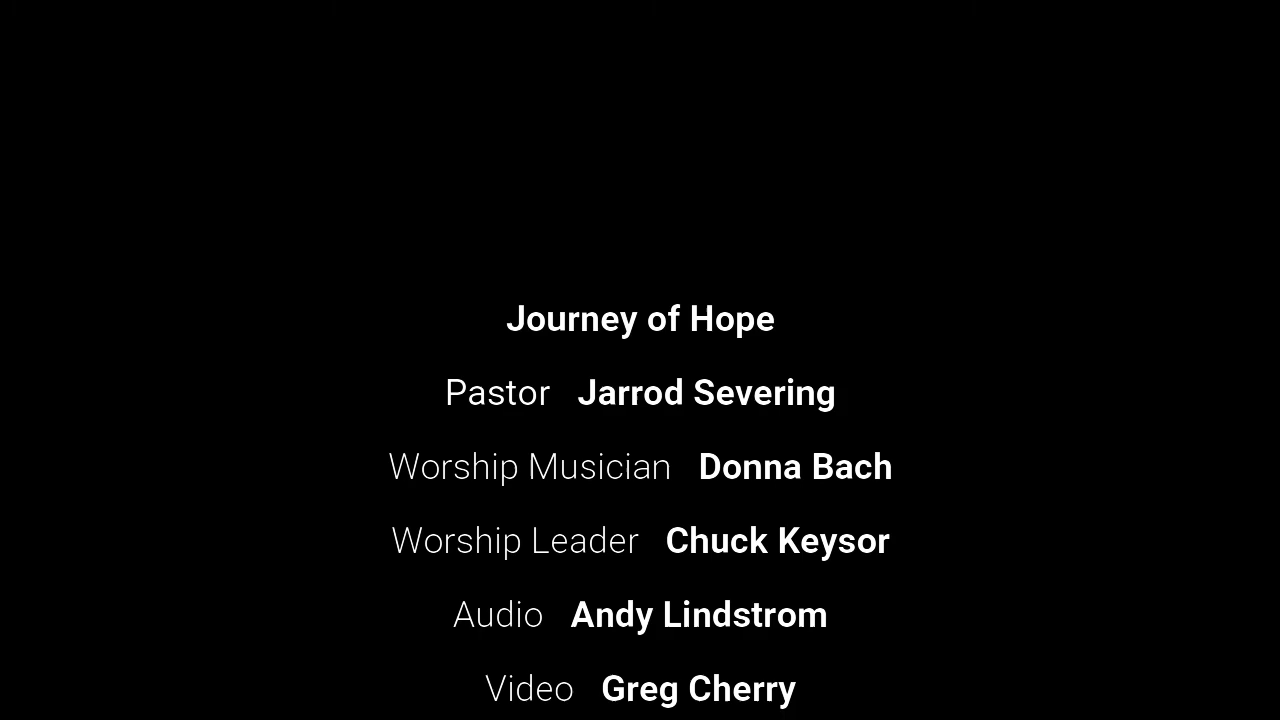 Journey of Hope
Pastor Jarrod Severing
Worship Musician Donna Bach
Worship Leader Chuck Keysor
Audio Andy Lindstrom
Video Greg Cherry